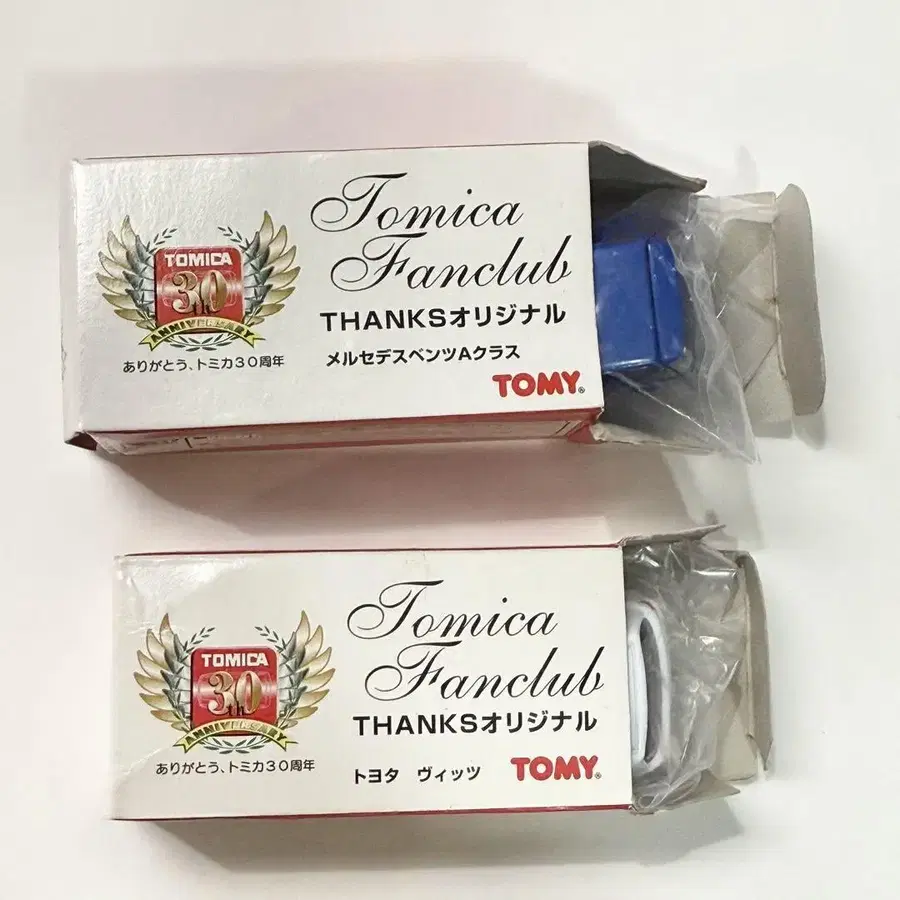 TOMICA
30th
ANNIVERSARY
ありがとう、トミカ30周年
Tomica
Fanclub
THANKSオリジナル
メルセデスベンツAクラス
TOMY®
TOMICA
30th
ANNIVERSARY
ありがとう、トミカ30周年
Tomica
Fanclub
THANKSオリジナル
トヨタ ヴィッツ
TOMY®